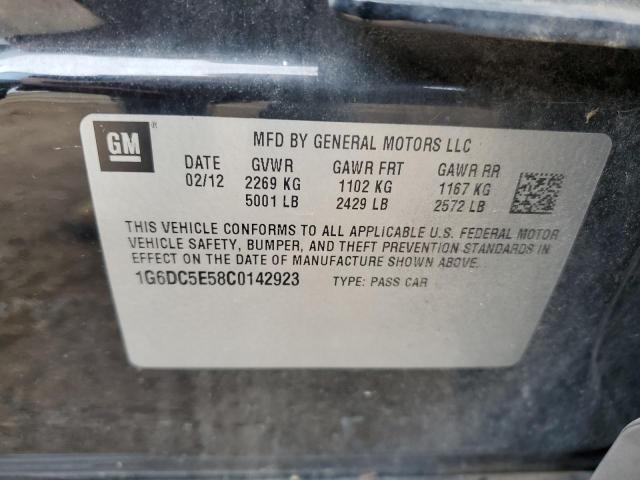 GM®
MFD BY GENERAL MOTORS LLC
DATE GVWR GAWR FRT GAWR RR
02/12 2269 KG 1102 KG 1167 KG
5001 LB 2429 LB 2572 LB
THIS VEHICLE CONFORMS TO ALL APPLICABLE U.S. FEDERAL MOTOR
VEHICLE SAFETY, BUMPER, AND THEFT PREVENTION STANDARDS IN
EFFECT ON THE DATE OF MANUFACTURE SHOWN ABOVE.
1G6DC5E58C0142923 TYPE: PASS CAR